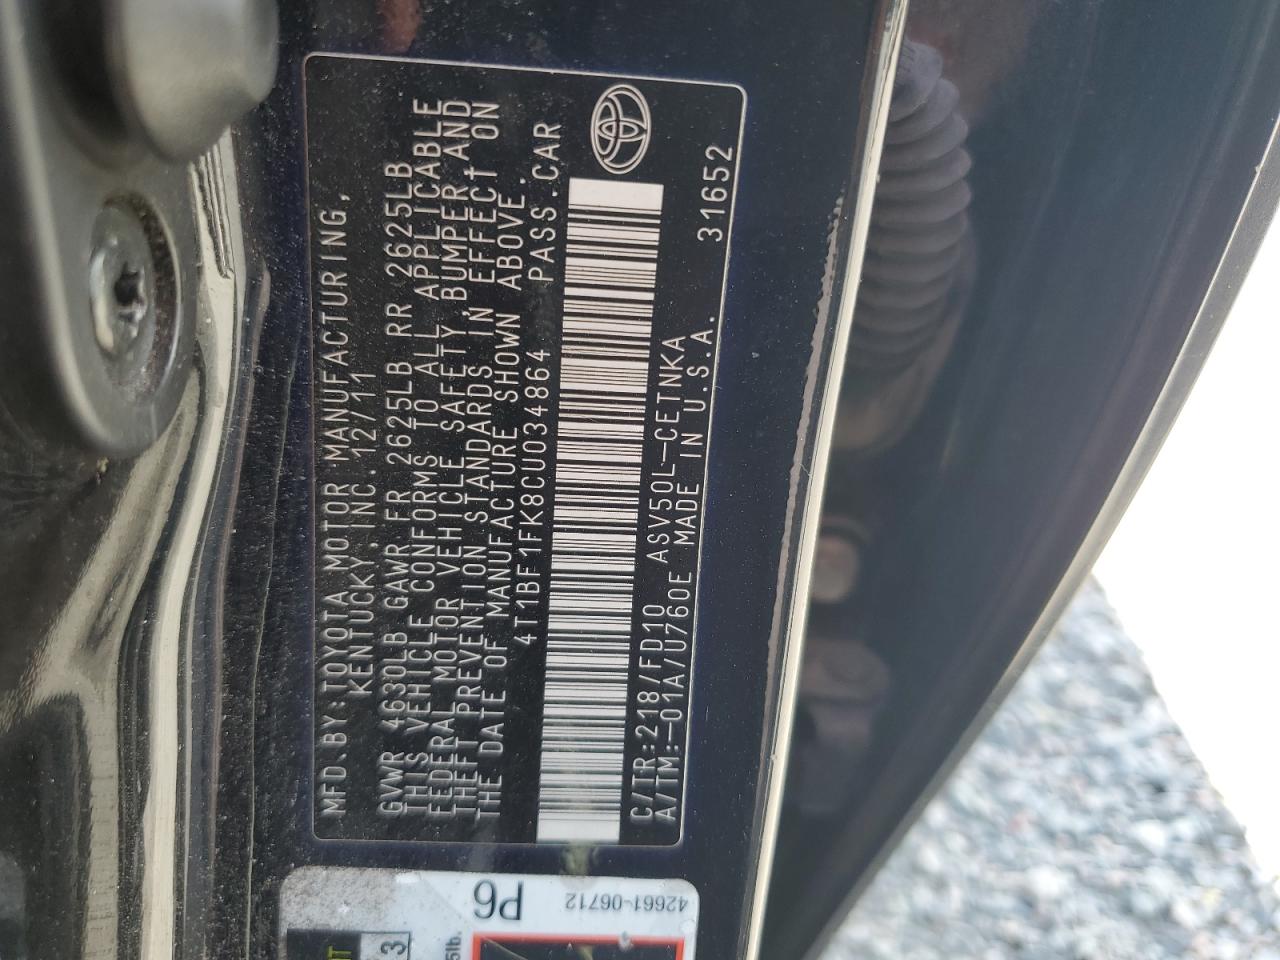 MFD.BY:TOYOTA MOTOR MANUFACTURING,
KENTUCKY,INC. 12/11
GVWR 4630LB GAWR FR 2625LB RR 2625LB
THIS VEHICLE CONFORMS TO ALL APPLICABLE
FEDERAL MOTOR VEHICLE SAFETY,BUMPER,AND
THEFT PREVENTION STANDARDS IN EFFECT ON
THE DATE OF MANUFACTURE SHOWN ABOVE.
4T1BF1FK8CU034864 PASS.CAR
C/TR:218/FD10 ASV50L-CETNKA
A/TM:-01A/U760E MADE IN U.S.A. 31652
P6
42661-06712
3